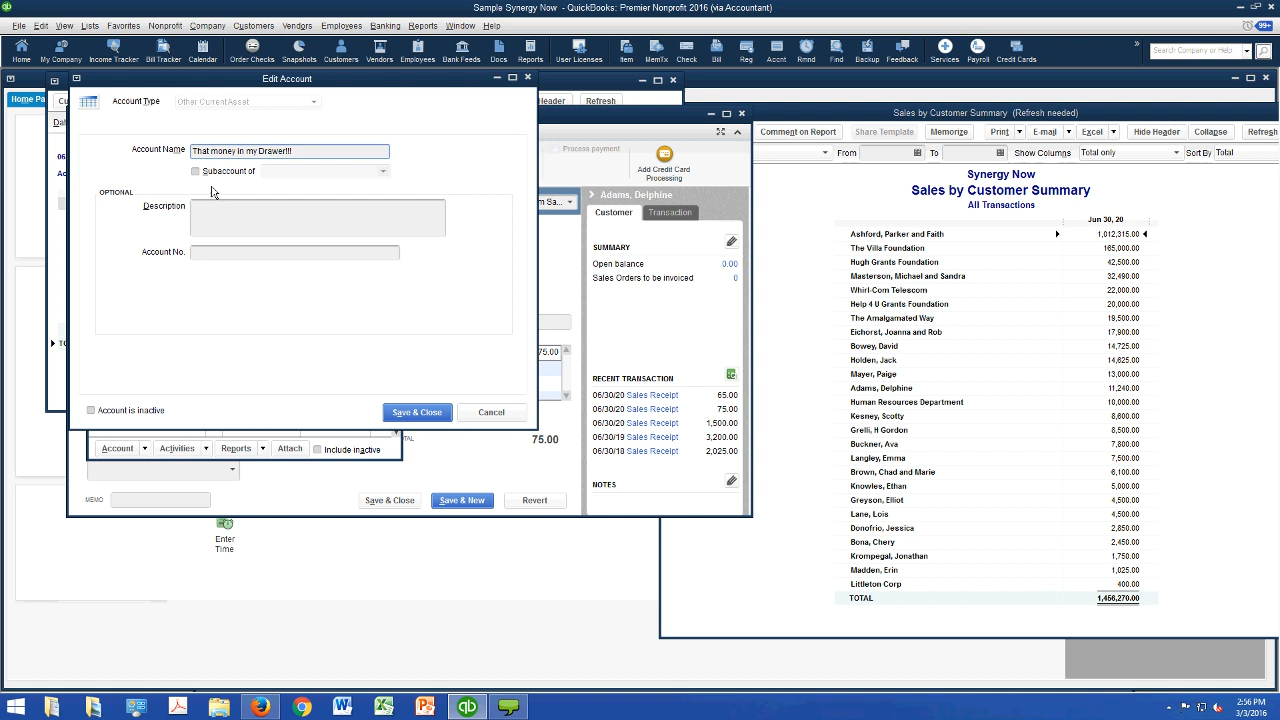 Sample Synergy Now - QuickBooks: Premier Nonprofit 2016 (via Accountant)
File Edit View Lists Favorites Nonprofit Company Customers Vendors Employees Banking Reports Window Help 99+
Home My Company Income Tracker Bill Tracker Calendar Order Checks Snapshots Customers Vendors Employees Bank Feeds Docs Reports User Licenses Item MemTx Check Bill Reg Accnt Rmnd Find Backup Feedback Services Payroll Credit Cards » Search Company or Help
Edit Account
Account Type Other Current Asset
Home Pa
Header Refresh
Account Name That money in my Drawer!!!
Subaccount of
OPTIONAL
Description
Account No.
Account is inactive
Save & Close Cancel
Account Activities Reports Attach Include inactive
75.00
75.00
MEMO
Save & Close Save & New Revert
Enter
Time
Process payment
Add Credit Card
Processing
Adams, Delphine
Customer Transaction
SUMMARY
Open balance 0.00
Sales Orders to be invoiced 0
RECENT TRANSACTION
06/30/20 Sales Receipt 65.00
06/30/20 Sales Receipt 75.00
06/30/20 Sales Receipt 1,500.00
06/30/19 Sales Receipt 3,200.00
06/30/18 Sales Receipt 2,025.00
NOTES
Sales by Customer Summary (Refresh needed)
Comment on Report Share Template Memorize Print E-mail Excel Hide Header Collapse Refresh
From To Show Columns Total only Sort By Total
Synergy Now
Sales by Customer Summary
All Transactions
Jun 30, 20
Ashford, Parker and Faith 1,012,315.00
The Villa Foundation 165,000.00
Hugh Grants Foundation 42,500.00
Masterson, Michael and Sandra 32,490.00
Whirl-Com Telescom 22,000.00
Help 4 U Grants Foundation 20,000.00
The Amalgamated Way 19,500.00
Eichorst, Joanna and Rob 17,900.00
Bowey, David 14,725.00
Holden, Jack 14,625.00
Mayer, Paige 13,000.00
Adams, Delphine 11,240.00
Human Resources Department 10,000.00
Kesney, Scotty 8,600.00
Grelli, H Gordon 8,500.00
Buckner, Ava 7,800.00
Langley, Emma 7,500.00
Brown, Chad and Marie 6,100.00
Knowles, Ethan 5,000.00
Greyson, Elliot 4,500.00
Lane, Lois 4,500.00
Donofrio, Jessica 2,850.00
Bona, Chery 2,450.00
Krompegal, Jonathan 1,750.00
Madden, Erin 1,025.00
Littleton Corp 400.00
TOTAL 1,456,270.00
2:56 PM
3/3/2016